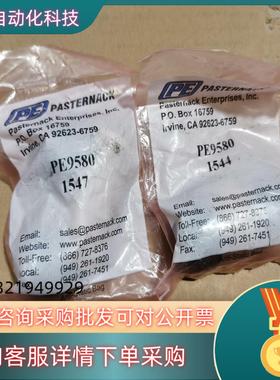 自动化科技
PE PASTERNACK
Pasternack Enterprises, Inc.
P.O. Box 16759
Irvine, CA 92623-6759
PE9580
1547
Email: sales@pasternack.com
Website: www.pasternack.com
Toll-Free: (866) 727-8376
Local: (949) 261-1920
Fax: (949) 261-7451
PE PASTERNACK
Pasternack Enterprises, Inc.
P.O. Box 16759
Irvine, CA 92623-6759
PE9580
1544
Email: sales@pasternack.com
Website: www.pasternack.com
Toll-Free: (866) 727-8376
(949) 261-1920
(949) 261-7451
321949929
咨询采购批发可对公开票
客服详情下单采购